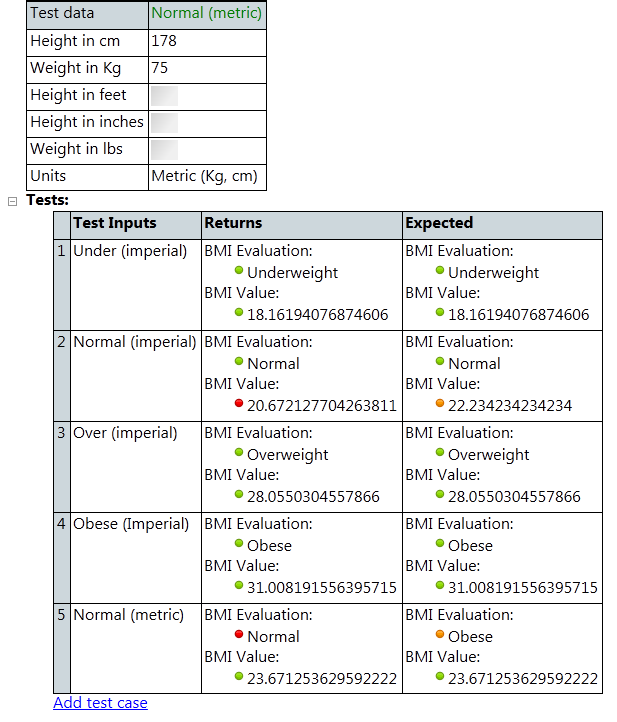 Test data Normal (metric)
Height in cm 178
Weight in Kg 75
Height in feet
Height in inches
Weight in lbs
Units Metric (Kg, cm)
Tests:
Test Inputs Returns Expected
1 Under (imperial) BMI Evaluation: BMI Evaluation:
Underweight Underweight
BMI Value: BMI Value:
18.16194076874606 18.16194076874606
2 Normal (imperial) BMI Evaluation: BMI Evaluation:
Normal Normal
BMI Value: BMI Value:
20.672127704263811 22.234234234234
3 Over (imperial) BMI Evaluation: BMI Evaluation:
Overweight Overweight
BMI Value: BMI Value:
28.0550304557866 28.0550304557866
4 Obese (Imperial) BMI Evaluation: BMI Evaluation:
Obese Obese
BMI Value: BMI Value:
31.008191556395715 31.008191556395715
5 Normal (metric) BMI Evaluation: BMI Evaluation:
Normal Obese
BMI Value: BMI Value:
23.671253629592222 23.671253629592222
Add test case